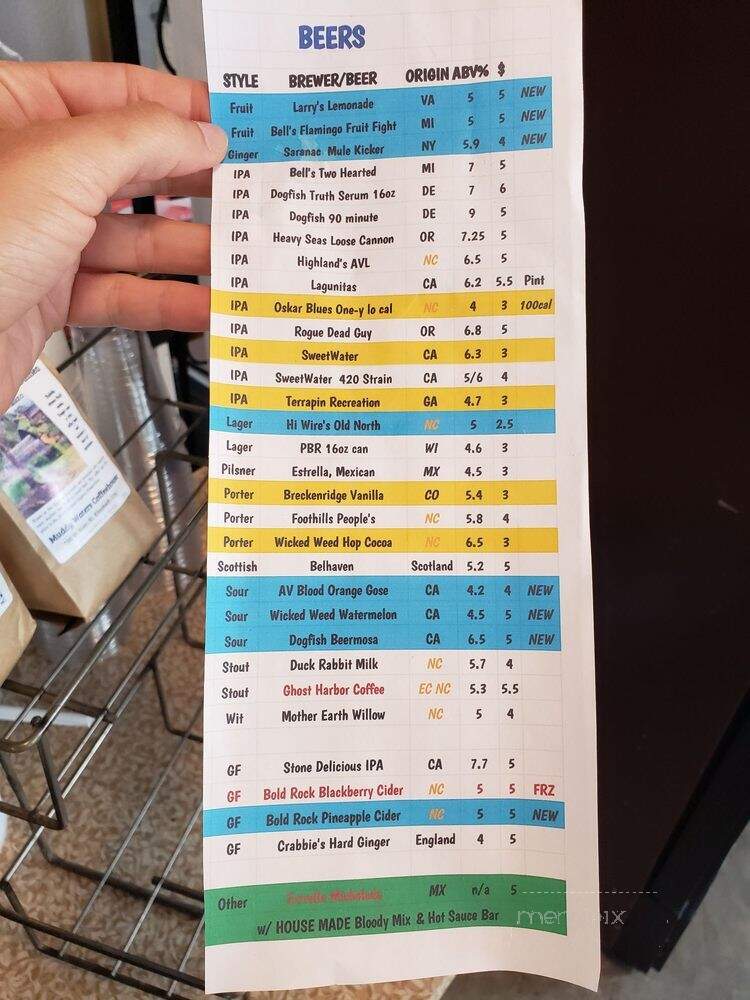 BEERS
STYLE BREWER/BEER ORIGIN ABV% $
Fruit Larry's Lemonade VA 5 5 NEW
Fruit Bell's Flamingo Fruit Fight MI 5 5 NEW
Ginger Saranac Mule Kicker NY 5.9 4 NEW
IPA Bell's Two Hearted MI 7 5
IPA Dogfish Truth Serum 16oz DE 7 6
IPA Dogfish 90 minute DE 9 5
IPA Heavy Seas Loose Cannon OR 7.25 5
IPA Highland's AVL NC 6.5 5
IPA Lagunitas CA 6.2 5.5 Pint
IPA Oskar Blues One-y lo cal NC 4 3 100cal
IPA Rogue Dead Guy OR 6.8 5
IPA SweetWater CA 6.3 3
IPA SweetWater 420 Strain CA 5/6 4
IPA Terrapin Recreation GA 4.7 3
Lager Hi Wire's Old North NC 5 2.5
Lager PBR 16oz can WI 4.6 3
Pilsner Estrella, Mexican MX 4.5 3
Porter Breckenridge Vanilla CO 5.4 3
Porter Foothills People's NC 5.8 4
Porter Wicked Weed Hop Cocoa NC 6.5 3
Scottish Belhaven Scotland 5.2 5
Sour AV Blood Orange Gose CA 4.2 4 NEW
Sour Wicked Weed Watermelon CA 4.5 5 NEW
Sour Dogfish Beermosa CA 6.5 5 NEW
Stout Duck Rabbit Milk NC 5.7 4
Stout Ghost Harbor Coffee EC NC 5.3 5.5
Wit Mother Earth Willow NC 5 4
GF Stone Delicious IPA CA 7.7 5
GF Bold Rock Blackberry Cider NC 5 5 FRZ
GF Bold Rock Pineapple Cider NC 5 5 NEW
GF Crabbie's Hard Ginger England 4 5
Other Estrella Michelada MX n/a 5
w/ HOUSE MADE Bloody Mix & Hot Sauce Bar
Muddy Waters Coffeehouse